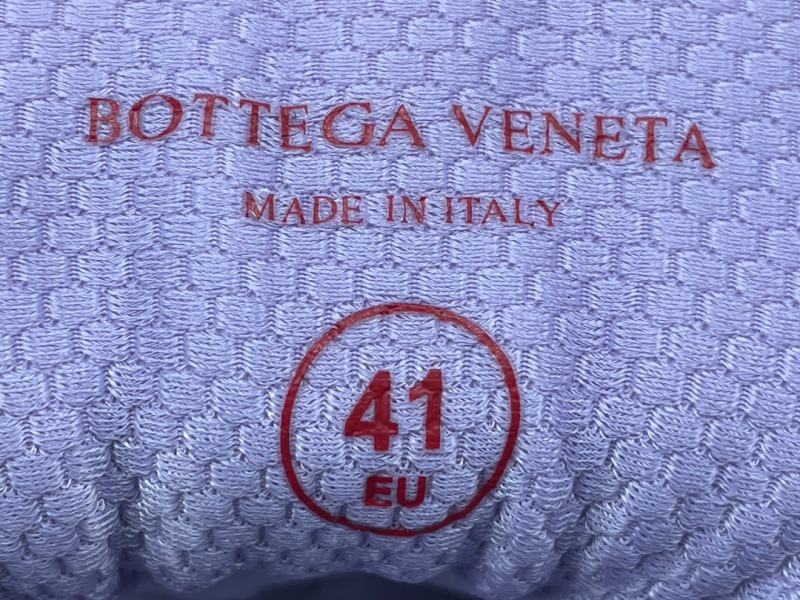 BOTTEGA VENETA
MADE IN ITALY
41
EU